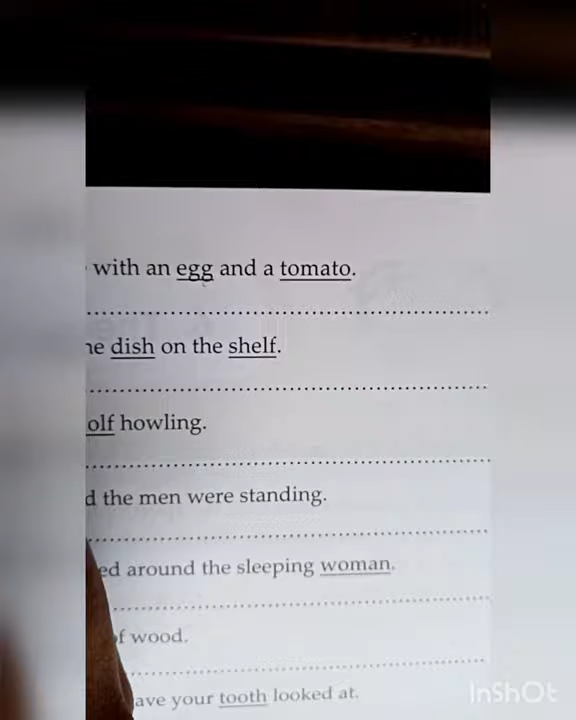 with an egg and a tomato.
dish on the shelf.
olf howling.
d the men were standing.
ed around the sleeping woman.
f wood.
ave your tooth looked at.
InShOt